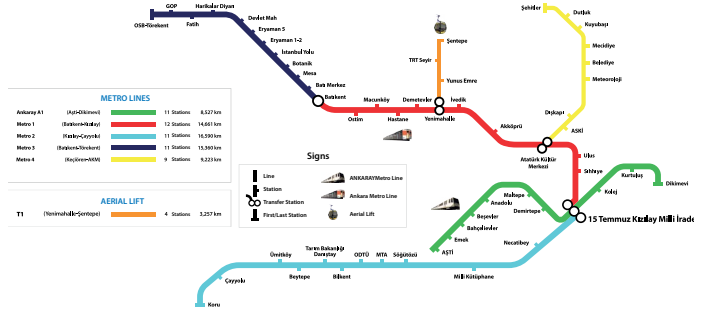 GOP
Harikalar Diyarı
OSB-Törekent
Fatih
Devlet Mah
Eryaman 5
Eryaman 1-2
İstanbul Yolu
Botanik
Mesa
Batı Merkez
Batıkent
Şehitler
Dutluk
Kuyubaşı
Mecidiye
Belediye
Meteoroloji
Dışkapı
ASKİ
Şentepe
TRT Seyir
Yunus Emre
Macunköy
Demetevler
İvedik
Ostim
Hastane
Yenimahalle
Akköprü
Atatürk Kültür
Merkezi
Ulus
Sıhhıye
METRO LINES
Ankaray A1 (Aşti-Dikimevi) 11 Stations 8,527 km
Metro 1 (Batıkent-Kızılay) 12 Stations 14,661 km
Metro 2 (Kızılay-Çayyolu) 11 Stations 16,590 km
Metro 3 (Batıkent-Törekent) 11 Stations 15,360 km
Metro 4 (Keçiören-AKM) 9 Stations 9,223 km
AERIAL LIFT
T1 (Yenimahalle-Şentepe) 4 Stations 3,257 km
Signs
Line
Station
Transfer Station
First/Last Station
ANKARAY Metro Line
Ankara Metro Line
Aerial Lift
Kurtuluş
Dikimevi
Kolej
15 Temmuz Kızılay Milli İrade
Maltepe
Anadolu
Demirtepe
Beşevler
Bahçelievler
Emek
AŞTİ
Necatibey
Milli Kütüphane
Söğütözü
MTA
ODTÜ
Bilkent
Tarım Bakanlığı
Danıştay
Beytepe
Ümitköy
Çayyolu
Koru